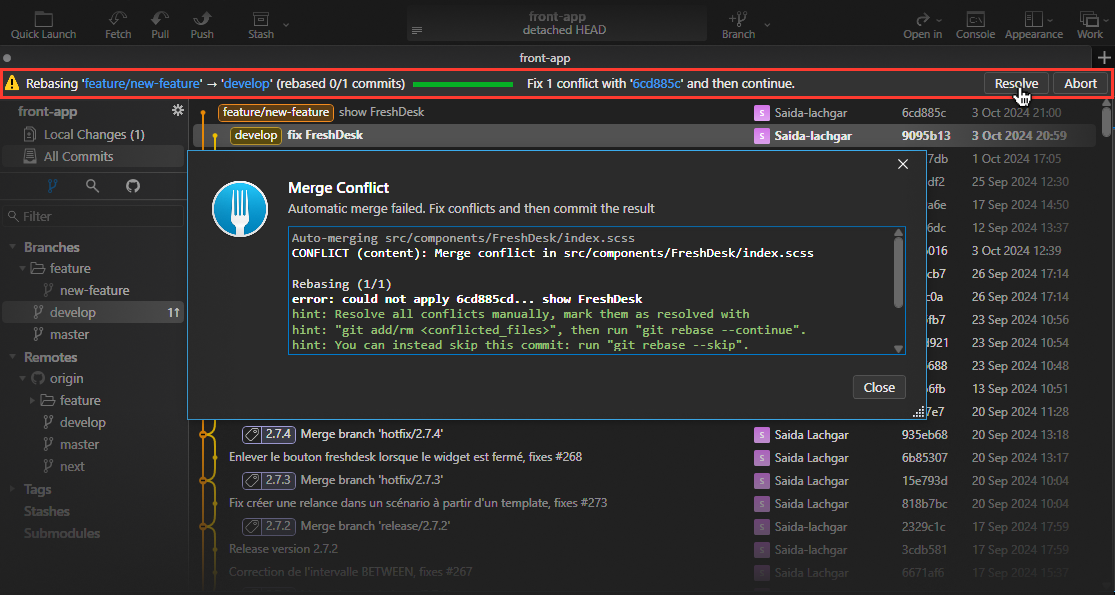 front-app
detached HEAD
Quick Launch
Fetch
Pull
Push
Stash
Branch
Open in
Console
Appearance
Work
front-app
Rebasing 'feature/new-feature' → 'develop' (rebased 0/1 commits)
Fix 1 conflict with '6cd885c' and then continue.
Resolve
Abort
front-app
Local Changes (1)
All Commits
Filter
Branches
feature
new-feature
develop 1↑
master
Remotes
origin
feature
develop
master
next
Tags
Stashes
Submodules
feature/new-feature show FreshDesk S Saida-lachgar 6cd885c 3 Oct 2024 21:00
develop fix FreshDesk S Saida-lachgar 9095b13 3 Oct 2024 20:59
7db 1 Oct 2024 17:05
df2 25 Sep 2024 12:30
a6e 17 Sep 2024 14:50
6dc 12 Sep 2024 13:37
016 3 Oct 2024 12:39
cb7 26 Sep 2024 17:14
c0a 26 Sep 2024 17:14
fb7 23 Sep 2024 10:56
d921 23 Sep 2024 10:54
688 23 Sep 2024 10:48
6fb 13 Sep 2024 10:51
7e7 20 Sep 2024 11:28
Merge Conflict
Automatic merge failed. Fix conflicts and then commit the result
Auto-merging src/components/FreshDesk/index.scss
CONFLICT (content): Merge conflict in src/components/FreshDesk/index.scss
Rebasing (1/1)
error: could not apply 6cd885cd... show FreshDesk
hint: Resolve all conflicts manually, mark them as resolved with
hint: "git add/rm <conflicted_files>", then run "git rebase --continue".
hint: You can instead skip this commit: run "git rebase --skip".
Close
2.7.4 Merge branch 'hotfix/2.7.4' S Saida Lachgar 935eb68 20 Sep 2024 13:18
Enlever le bouton freshdesk lorsque le widget est fermé, fixes #268 S Saida Lachgar 6b85307 20 Sep 2024 13:17
2.7.3 Merge branch 'hotfix/2.7.3' S Saida Lachgar 15e793d 20 Sep 2024 10:04
Fix créer une relance dans un scénario à partir d'un template, fixes #273 S Saida Lachgar 818b7bc 20 Sep 2024 10:04
2.7.2 Merge branch 'release/2.7.2' S Saida-lachgar 2329c1c 17 Sep 2024 17:59
Release version 2.7.2 S Saida-lachgar 3cdb581 17 Sep 2024 17:59
Correction de l'intervalle BETWEEN, fixes #267 S Saida Lachgar 6671af6 17 Sep 2024 15:37